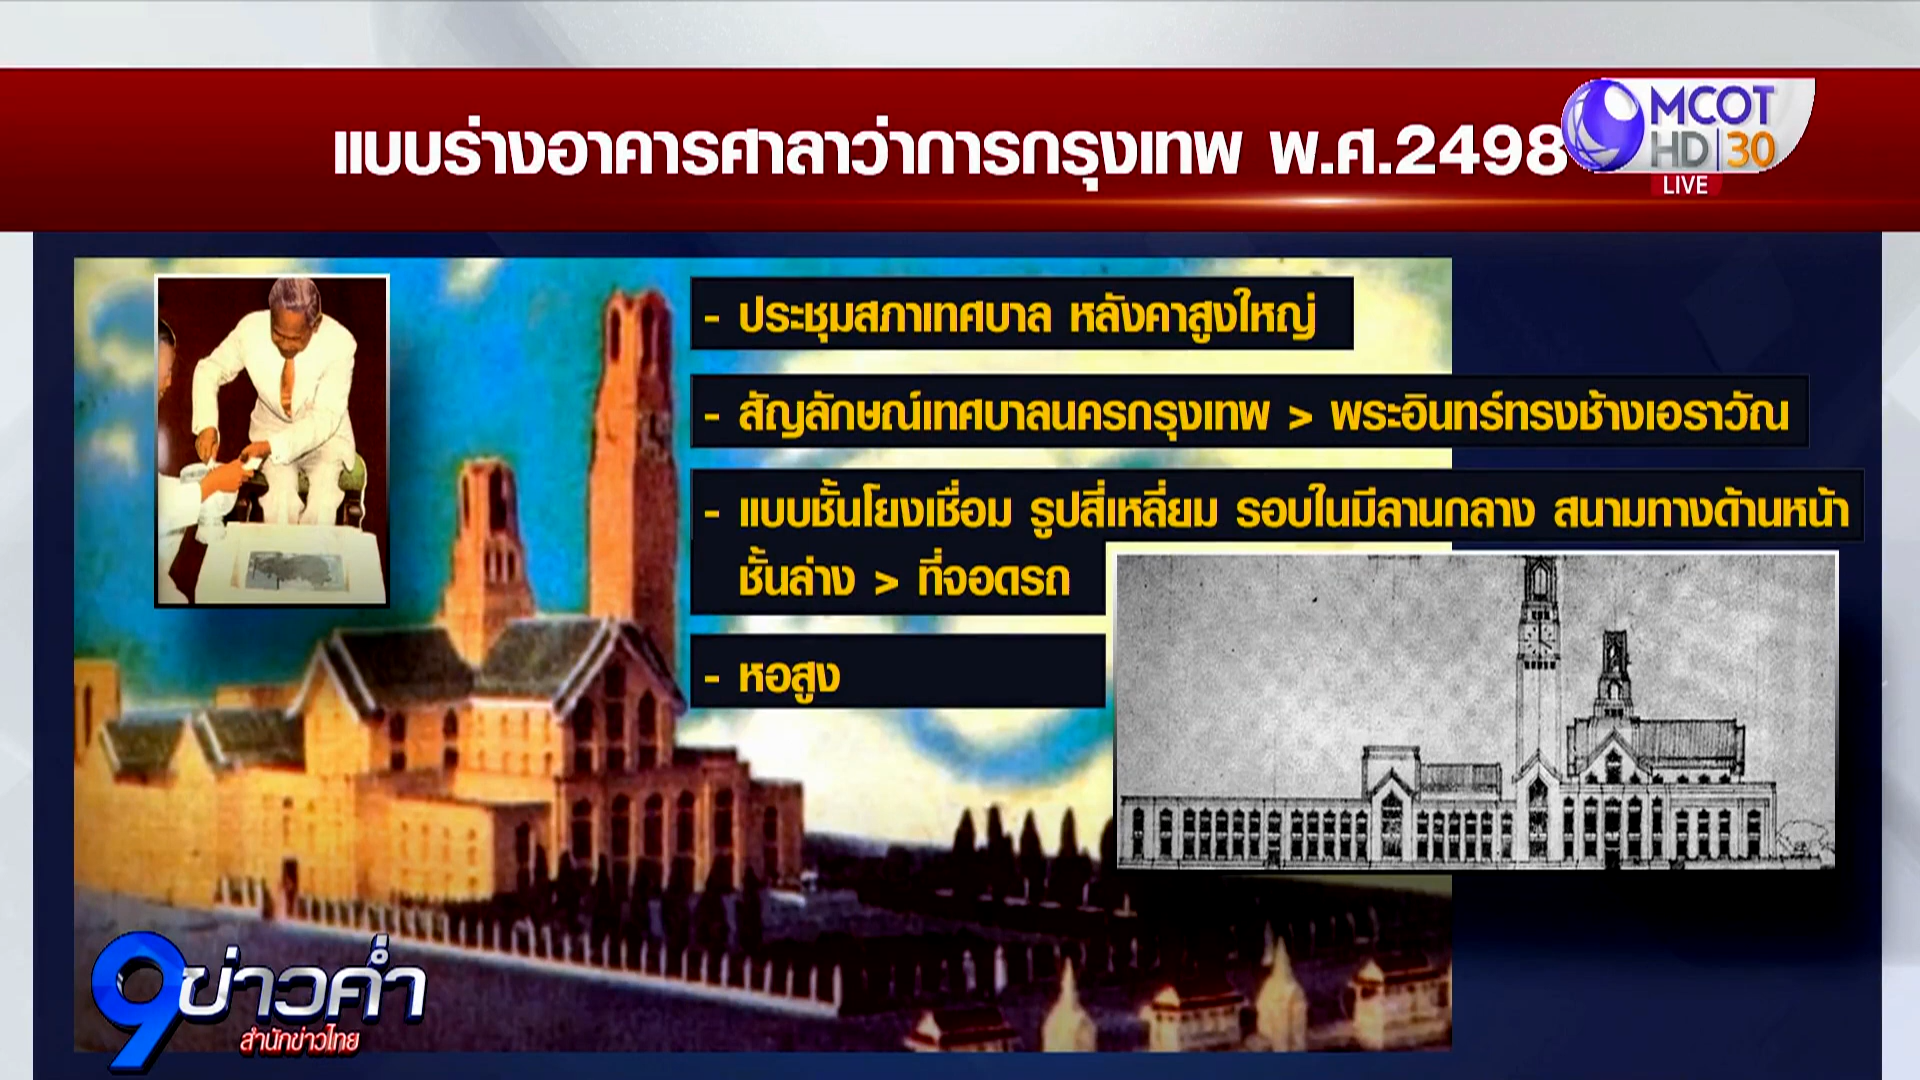 แบบร่างอาคารศาลาว่าการกรุงเทพ พ.ศ.2498
MCOT
HD 30
LIVE
- ประชุมสภาเทศบาล หลังคาสูงใหญ่
- สัญลักษณ์เทศบาลนครกรุงเทพ > พระอินทร์ทรงช้างเอราวัณ
- แบบชั้นโยงเชื่อม รูปสี่เหลี่ยม รอบในมีลานกลาง สนามทางด้านหน้า
ชั้นล่าง > ที่จอดรถ
- หอสูง
9ข่าวค่ำ
สำนักข่าวไทย